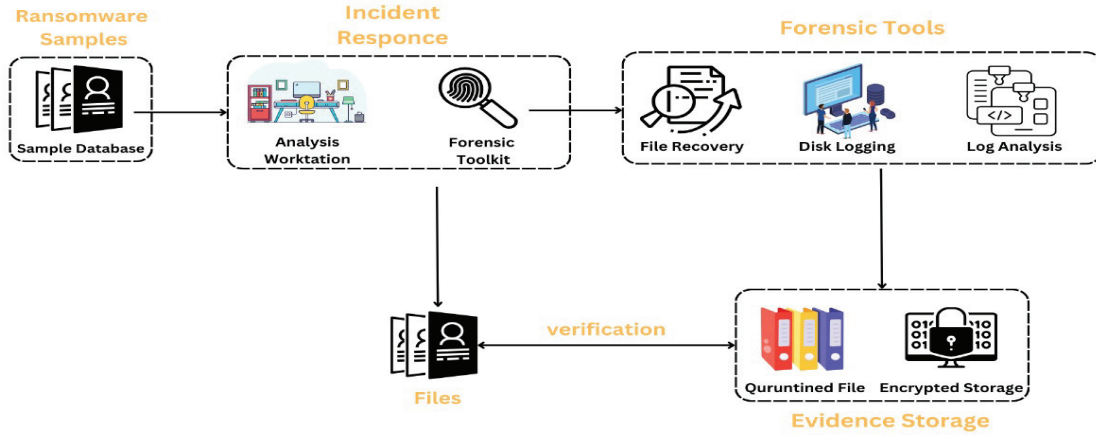 Ransomware
Samples
Sample Database
Incident
Responce
Analysis
Worktation
Forensic
Toolkit
Forensic Tools
File Recovery
Disk Logging
</>
Log Analysis
Files
verification
Quruntined File
Encrypted Storage
Evidence Storage